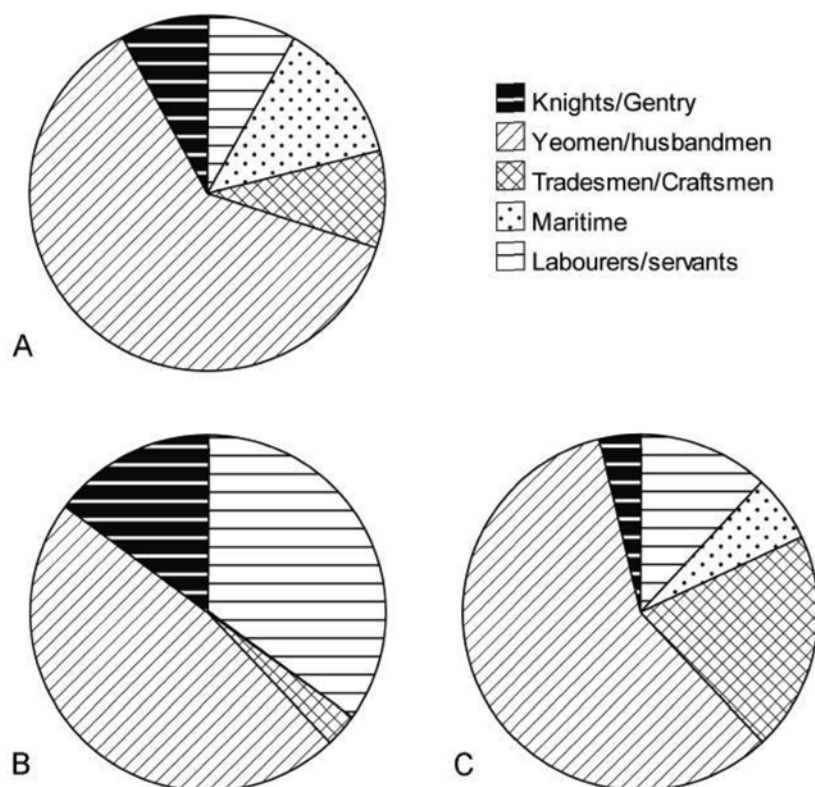 Knights/Gentry
Yeomen/husbandmen
Tradesmen/Craftsmen
Maritime
Labourers/servants
A
B
C